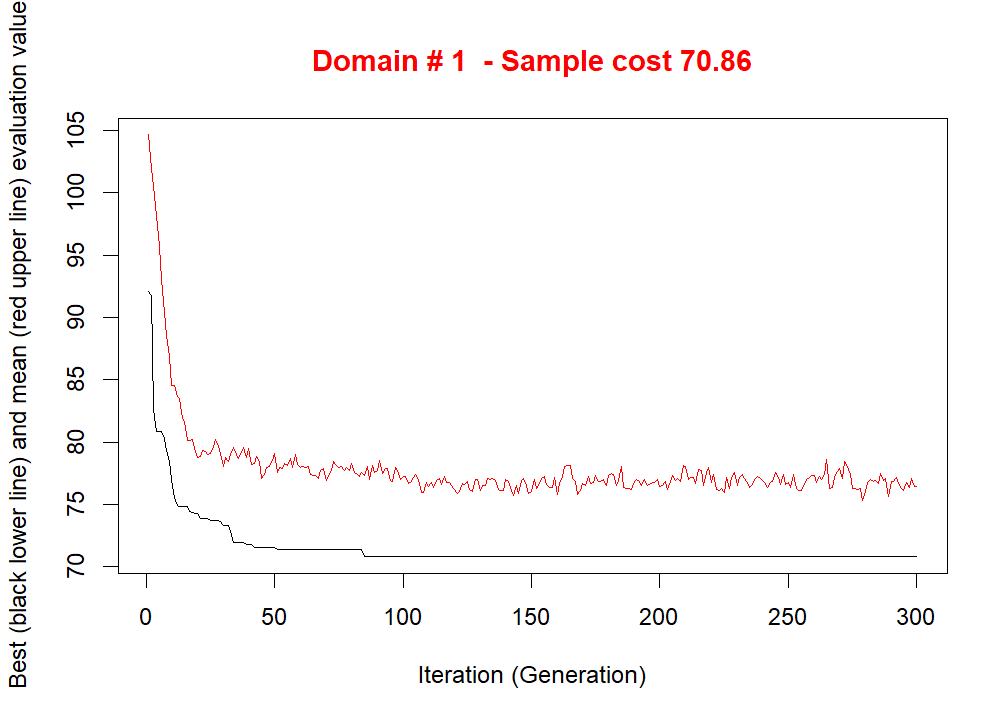 Domain # 1  - Sample cost 70.86
Best (black lower line) and mean (red upper line) evaluation value
105
100
95
90
85
80
75
70
0 50 100 150 200 250 300
Iteration (Generation)